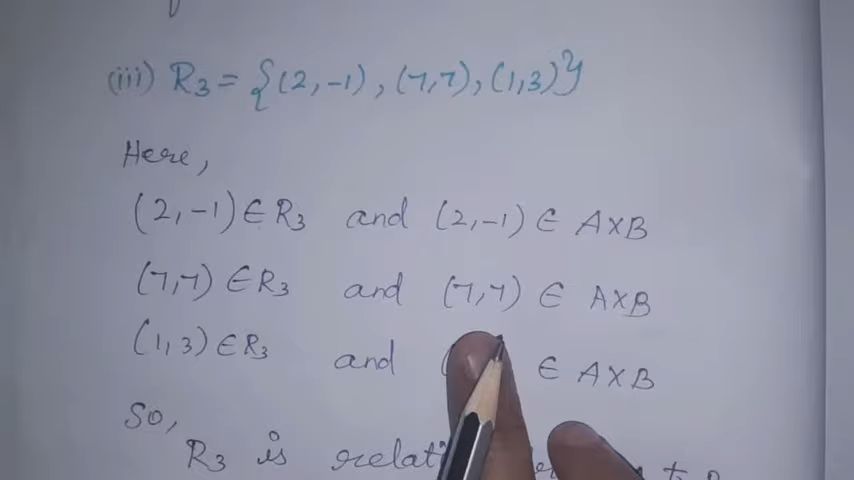 (iii) R₃ = {(2,-1), (7,7), (1,3)}
Here,
(2,-1) ∈ R₃ and (2,-1) ∈ A×B
(7,7) ∈ R₃ and (7,7) ∈ A×B
(1,3) ∈ R₃ and ( ∈ A×B
So,
R₃ is